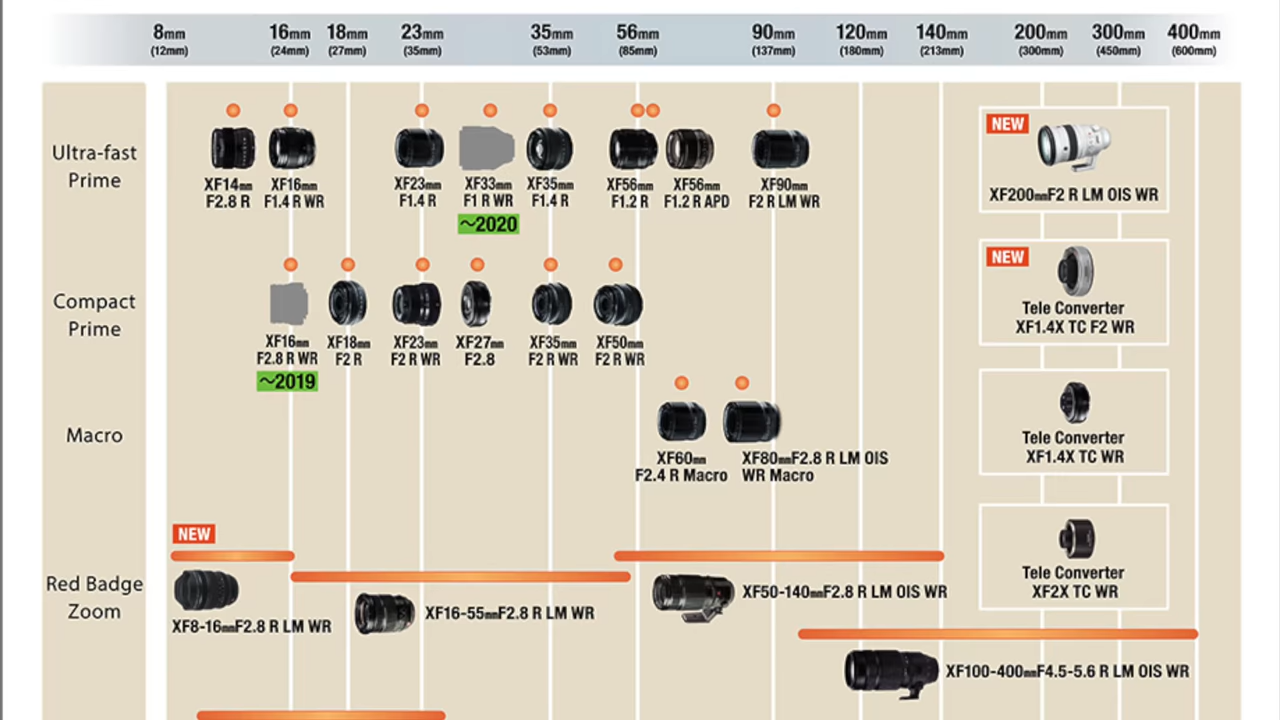 8mm 16mm 18mm 23mm 35mm 56mm 90mm 120mm 140mm 200mm 300mm 400mm
(12mm) (24mm) (27mm) (35mm) (53mm) (85mm) (137mm) (180mm) (213mm) (300mm) (450mm) (600mm)
Ultra-fast
Prime
XF14mm
F2.8 R
XF16mm
F1.4 R WR
XF23mm
F1.4 R
XF33mm
F1 R WR
~2020
XF35mm
F1.4 R
XF56mm
F1.2 R
XF56mm
F1.2 R APD
XF90mm
F2 R LM WR
NEW
XF200mmF2 R LM OIS WR
Compact
Prime
XF16mm
F2.8 R WR
~2019
XF18mm
F2 R
XF23mm
F2 R WR
XF27mm
F2.8
XF35mm
F2 R WR
XF50mm
F2 R WR
NEW
Tele Converter
XF1.4X TC F2 WR
Macro
XF60mm
F2.4 R Macro
XF80mmF2.8 R LM OIS
WR Macro
Tele Converter
XF1.4X TC WR
Red Badge
Zoom
NEW
XF8-16mmF2.8 R LM WR
XF16-55mmF2.8 R LM WR
XF50-140mmF2.8 R LM OIS WR
Tele Converter
XF2X TC WR
XF100-400mmF4.5-5.6 R LM OIS WR